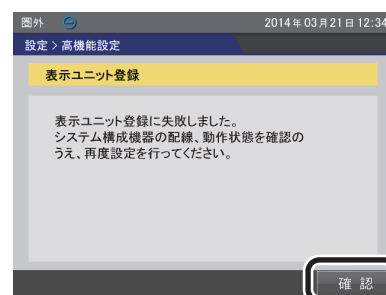 圏外 2014年03月21日 12:34
設定 > 高機能設定
表示ユニット登録
表示ユニット登録に失敗しました。
システム構成機器の配線、動作状態を確認の
うえ、再度設定を行ってください。
確 認